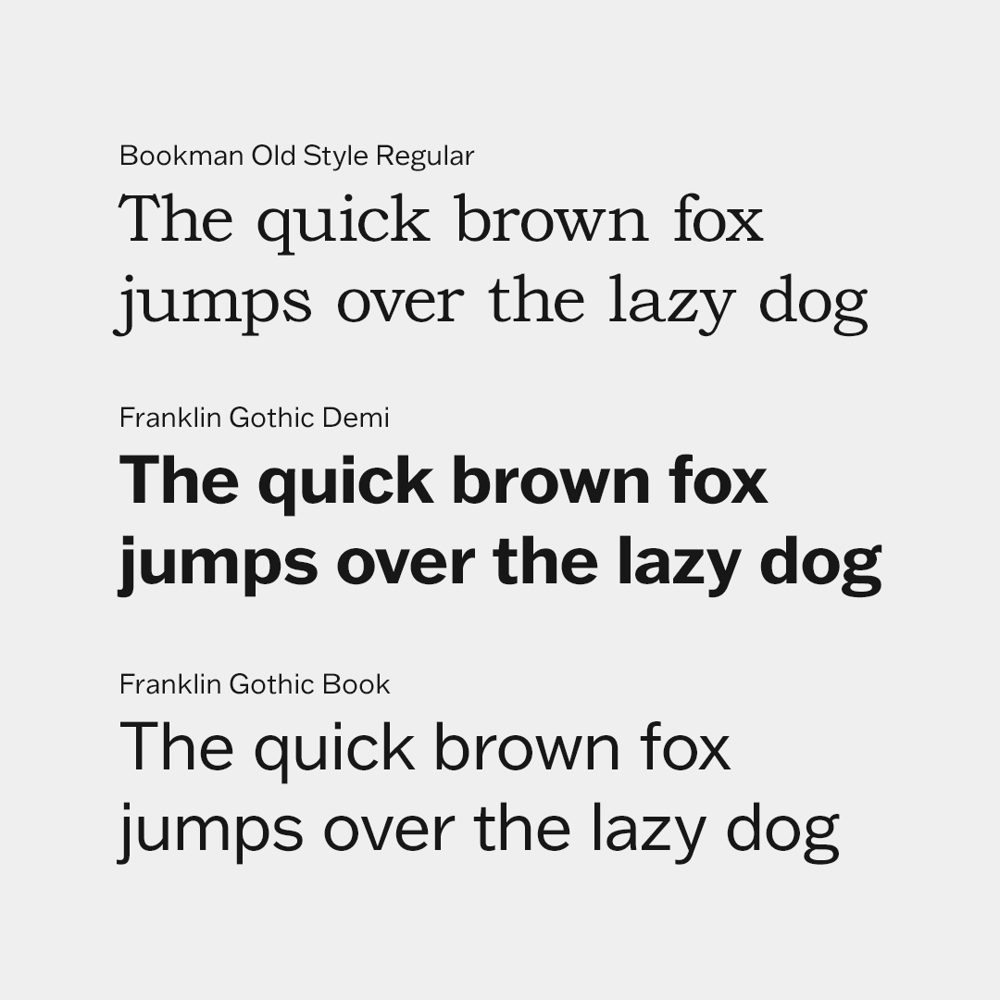 Bookman Old Style Regular
The quick brown fox
jumps over the lazy dog
Franklin Gothic Demi
The quick brown fox
jumps over the lazy dog
Franklin Gothic Book
The quick brown fox
jumps over the lazy dog